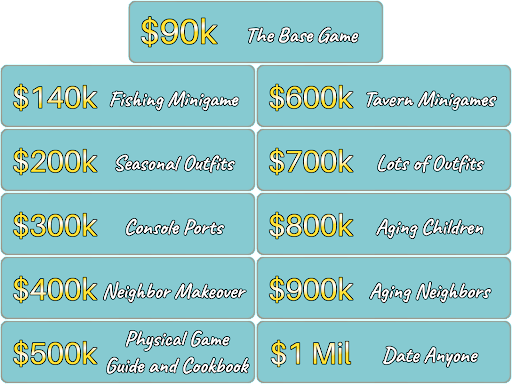 $90k The Base Game
$140k Fishing Minigame
$600k Tavern Minigames
$200k Seasonal Outfits
$700k Lots of Outfits
$300k Console Ports
$800k Aging Children
$400k Neighbor Makeover
$900k Aging Neighbors
$500k Physical Game
Guide and Cookbook
$1 Mil Date Anyone